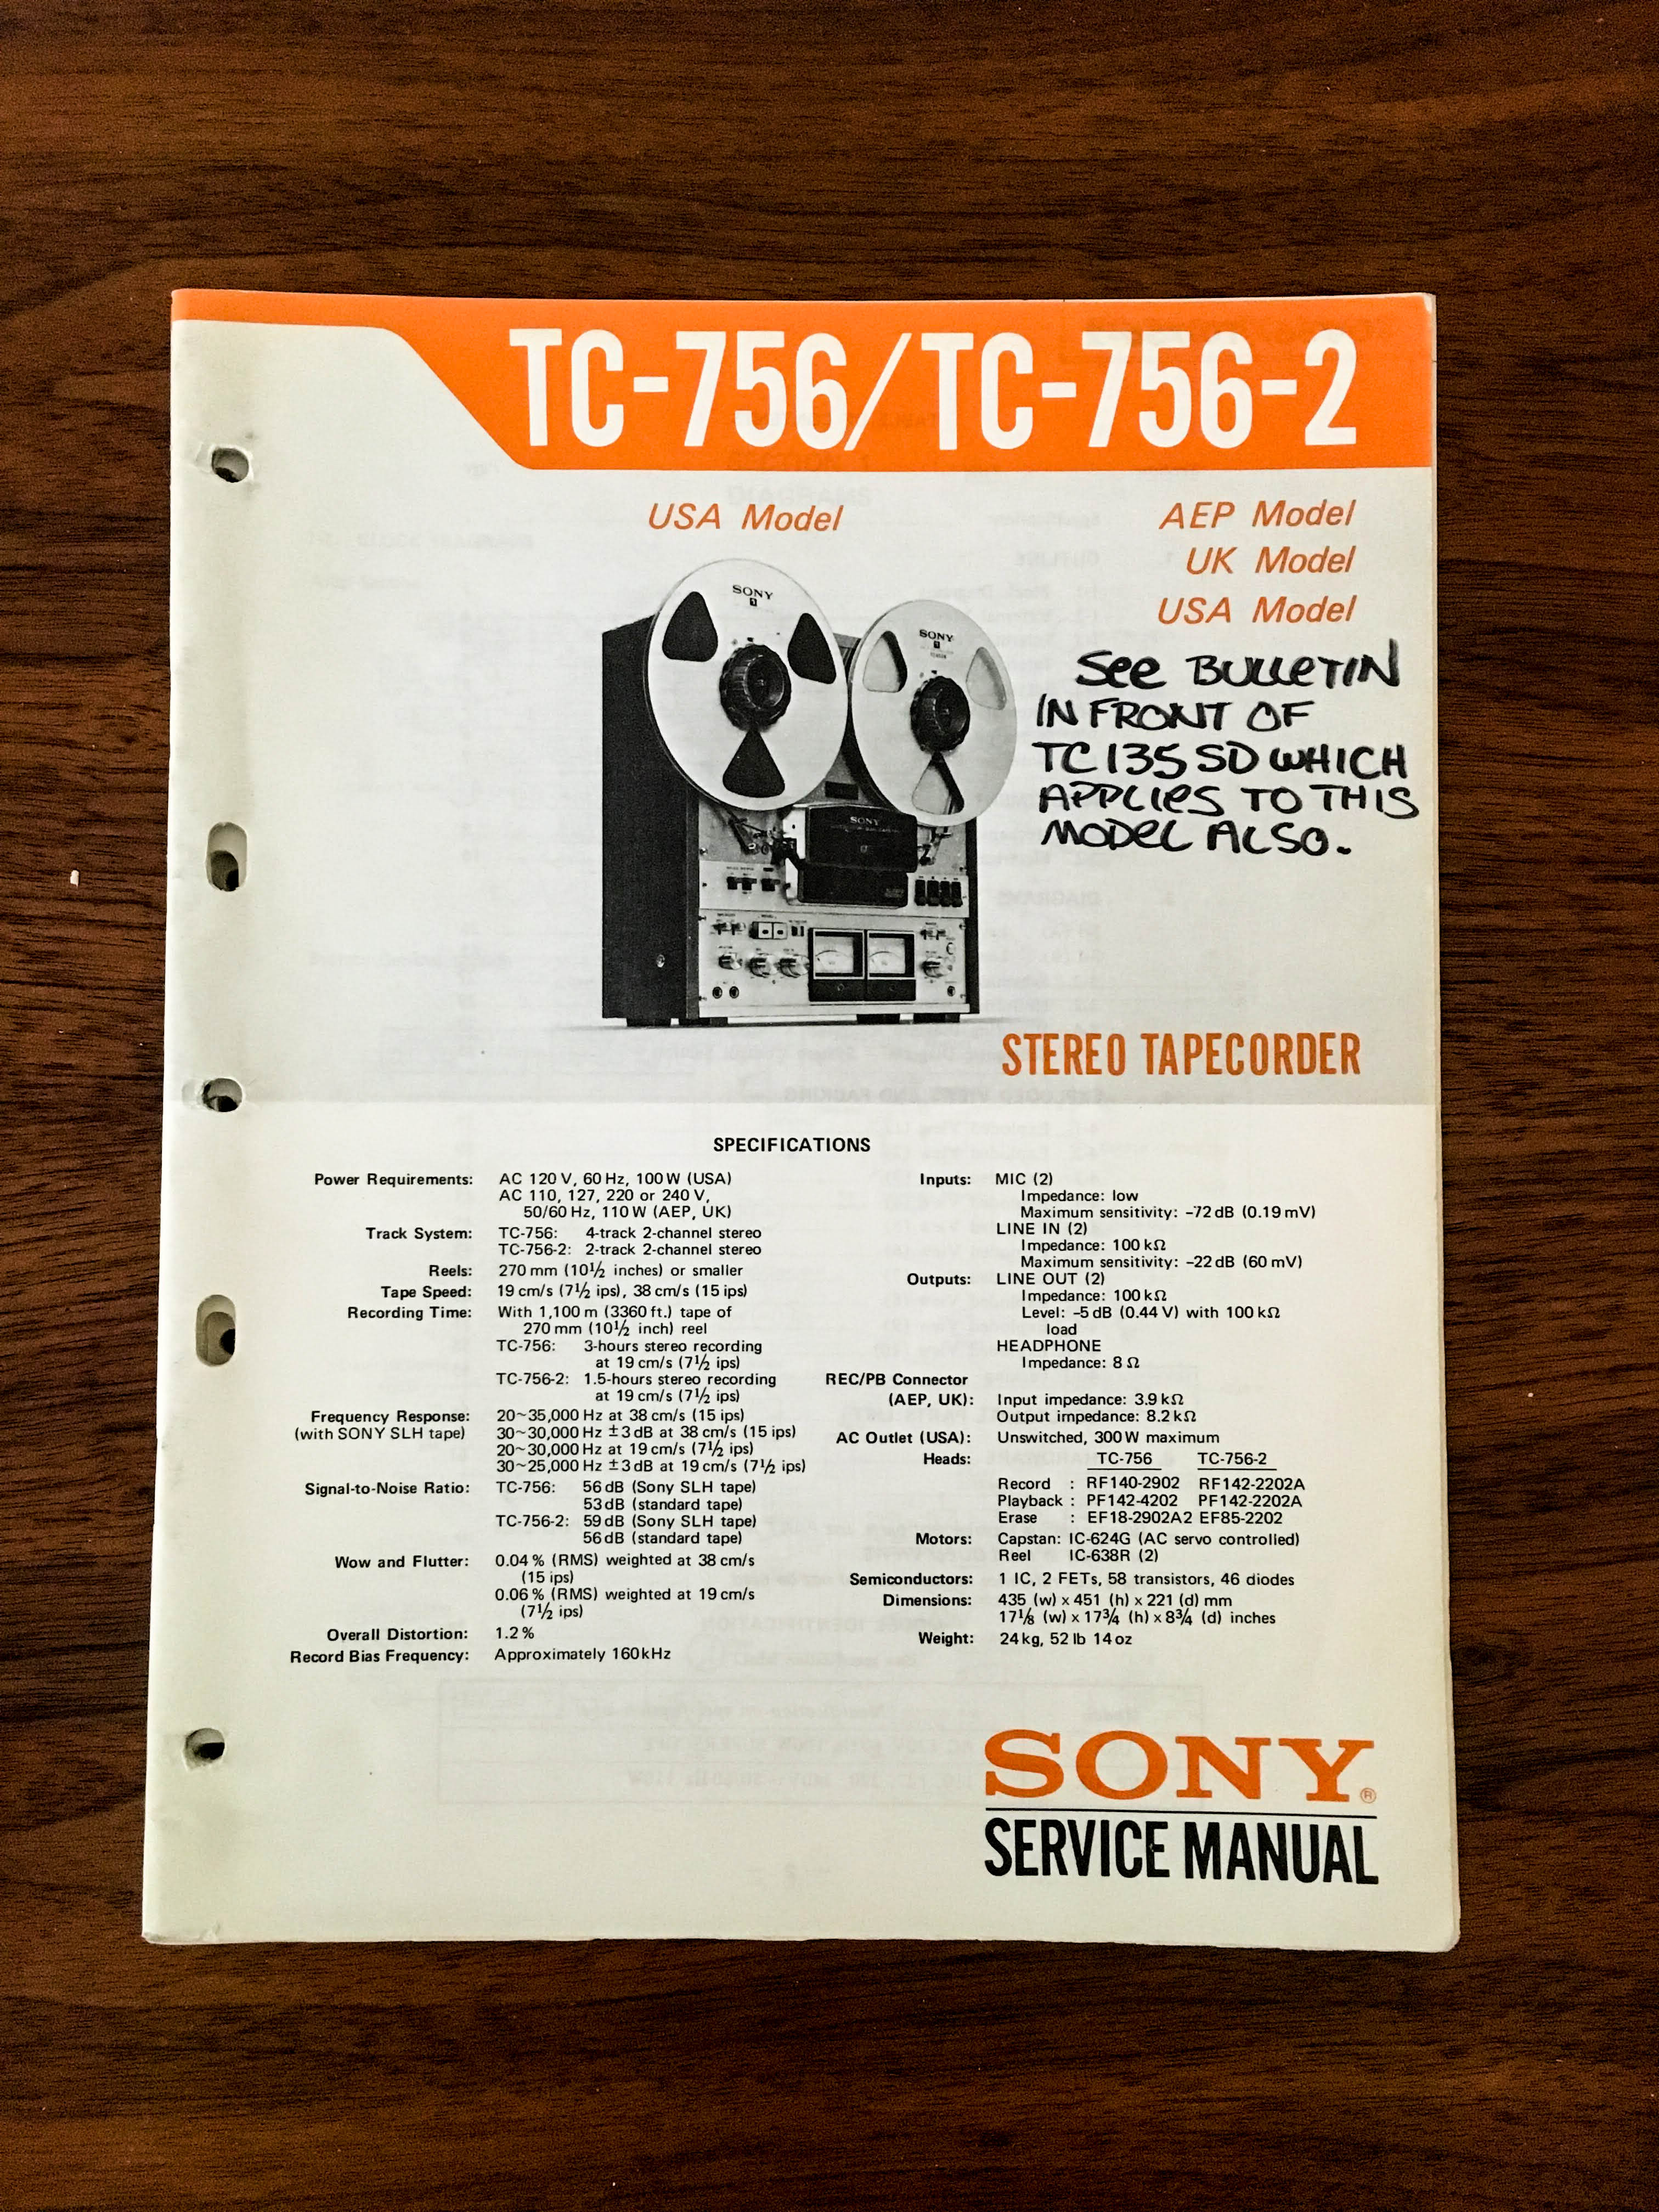 TC-756/TC-756-2
USA Model
AEP Model
UK Model
USA Model
SONY
SONY
SONY
See BULLETIN
IN FRONT OF
TC 135 SD WHICH
APPLIES TO THIS
MODEL ALSO.
STEREO TAPECORDER
SPECIFICATIONS
Power Requirements: AC 120 V, 60 Hz, 100 W (USA)
AC 110, 127, 220 or 240 V,
50/60 Hz, 110 W (AEP, UK)
Track System: TC-756: 4-track 2-channel stereo
TC-756-2: 2-track 2-channel stereo
Reels: 270 mm (10½ inches) or smaller
Tape Speed: 19 cm/s (7½ ips), 38 cm/s (15 ips)
Recording Time: With 1,100 m (3360 ft.) tape of
270 mm (10½ inch) reel
TC-756: 3-hours stereo recording
at 19 cm/s (7½ ips)
TC-756-2: 1.5-hours stereo recording
at 19 cm/s (7½ ips)
Frequency Response: 20~35,000 Hz at 38 cm/s (15 ips)
(with SONY SLH tape) 30~30,000 Hz ±3 dB at 38 cm/s (15 ips)
20~30,000 Hz at 19 cm/s (7½ ips)
30~25,000 Hz ±3 dB at 19 cm/s (7½ ips)
Signal-to-Noise Ratio: TC-756: 56 dB (Sony SLH tape)
53 dB (standard tape)
TC-756-2: 59 dB (Sony SLH tape)
56 dB (standard tape)
Wow and Flutter: 0.04 % (RMS) weighted at 38 cm/s
(15 ips)
0.06 % (RMS) weighted at 19 cm/s
(7½ ips)
Overall Distortion: 1.2 %
Record Bias Frequency: Approximately 160 kHz
Inputs: MIC (2)
Impedance: low
Maximum sensitivity: -72 dB (0.19 mV)
LINE IN (2)
Impedance: 100 kΩ
Maximum sensitivity: -22 dB (60 mV)
Outputs: LINE OUT (2)
Impedance: 100 kΩ
Level: -5 dB (0.44 V) with 100 kΩ
load
HEADPHONE
Impedance: 8 Ω
REC/PB Connector
(AEP, UK): Input impedance: 3.9 kΩ
Output impedance: 8.2 kΩ
AC Outlet (USA): Unswitched, 300 W maximum
Heads: TC-756 TC-756-2
Record : RF140-2902 RF142-2202A
Playback : PF142-4202 PF142-2202A
Erase : EF18-2902A2 EF85-2202
Motors: Capstan: IC-624G (AC servo controlled)
Reel IC-638R (2)
Semiconductors: 1 IC, 2 FETs, 58 transistors, 46 diodes
Dimensions: 435 (w) x 451 (h) x 221 (d) mm
17⅛ (w) x 17¾ (h) x 8¾ (d) inches
Weight: 24 kg, 52 lb 14 oz
SONY®
SERVICE MANUAL